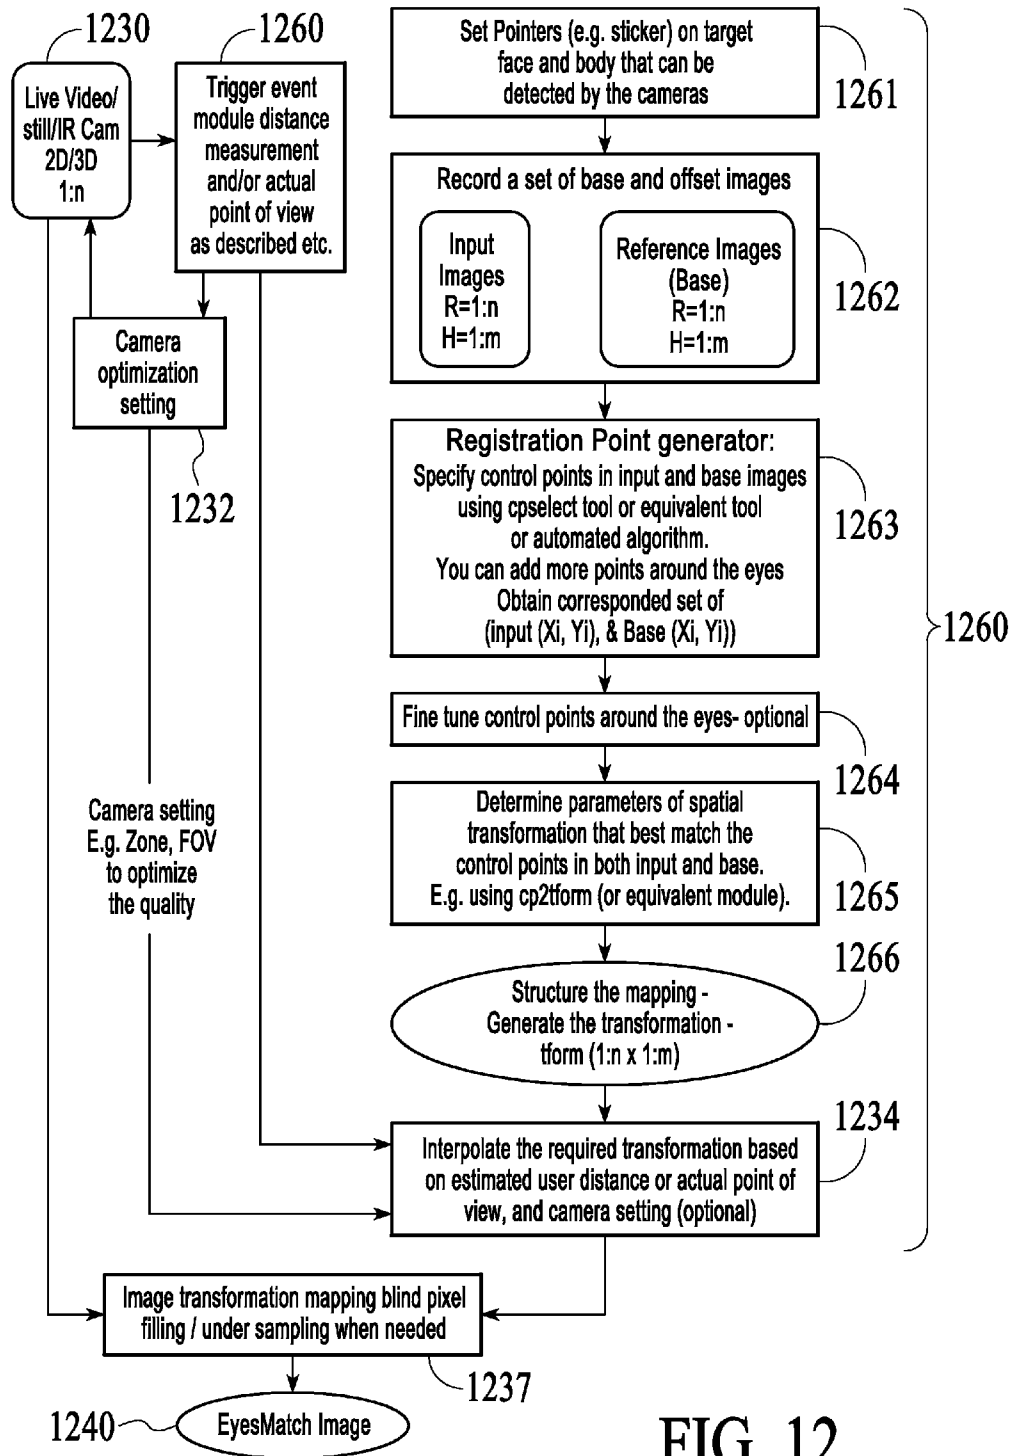 1230
Live Video/
still/IR Cam
2D/3D
1:n
1260
Trigger event
module distance
measurement
and/or actual
point of view
as described etc.
Camera
optimization
setting
1232
Camera setting
E.g. Zone, FOV
to optimize
the quality
Set Pointers (e.g. sticker) on target
face and body that can be
detected by the cameras
1261
Record a set of base and offset images
Input
Images
R=1:n
H=1:m
Reference Images
(Base)
R=1:n
H=1:m
1262
Registration Point generator:
Specify control points in input and base images
using cpselect tool or equivalent tool
or automated algorithm.
You can add more points around the eyes
Obtain corresponded set of
(input (Xi, Yi), & Base (Xi, Yi))
1263
Fine tune control points around the eyes- optional
1264
Determine parameters of spatial
transformation that best match the
control points in both input and base.
E.g. using cp2tform (or equivalent module).
1265
Structure the mapping -
Generate the transformation -
tform (1:n x 1:m)
1266
Interpolate the required transformation based
on estimated user distance or actual point of
view, and camera setting (optional)
1234
1260
Image transformation mapping blind pixel
filling / under sampling when needed
1237
EyesMatch Image
1240
FIG. 12